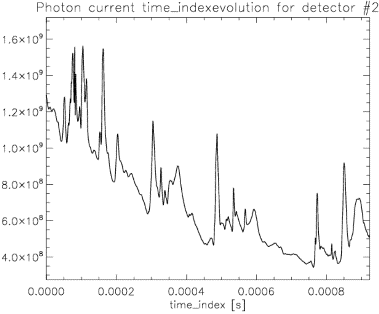 Photon current time_indexevolution for detector #2
1.6×10⁹
1.4×10⁹
1.2×10⁹
1.0×10⁹
8.0×10⁸
6.0×10⁸
4.0×10⁸
0.0000 0.0002 0.0004 0.0006 0.0008
time_index [s]